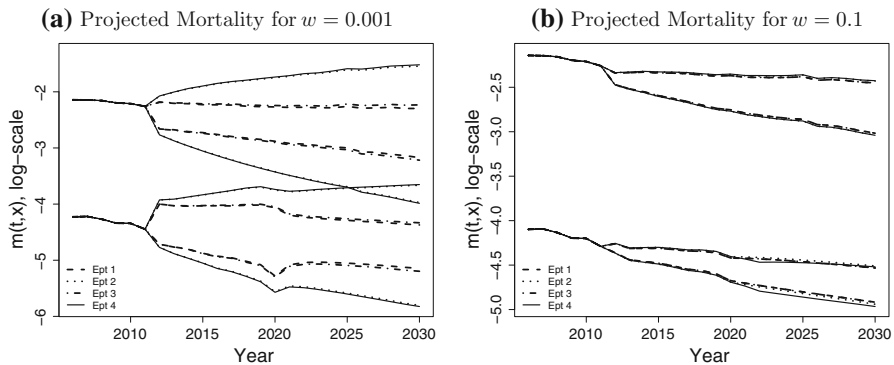 (a) Projected Mortality for w = 0.001
m(t,x), log−scale
−2
−3
−4
−5
−6
Ept 1
Ept 2
Ept 3
Ept 4
2010 2015 2020 2025 2030
Year
(b) Projected Mortality for w = 0.1
m(t,x), log−scale
−2.5
−3.0
−3.5
−4.0
−4.5
−5.0
Ept 1
Ept 2
Ept 3
Ept 4
2010 2015 2020 2025 2030
Year